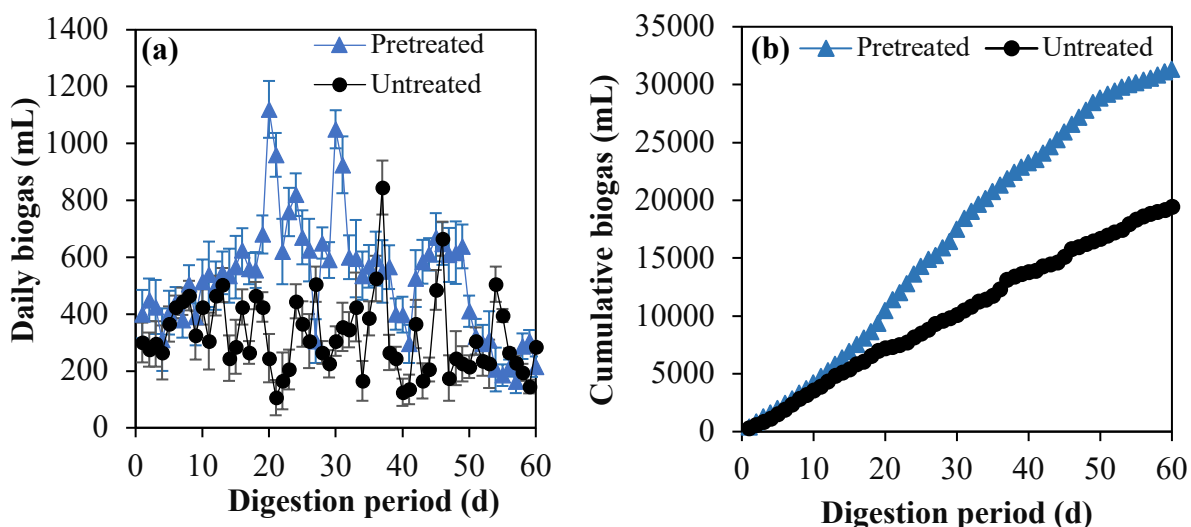 (a)
Pretreated
Untreated
Daily biogas (mL)
1400
1200
1000
800
600
400
200
0
0 10 20 30 40 50 60
Digestion period (d)
(b)
Pretreated Untreated
Cumulative biogas (mL)
35000
30000
25000
20000
15000
10000
5000
0
0 10 20 30 40 50 60
Digestion period (d)